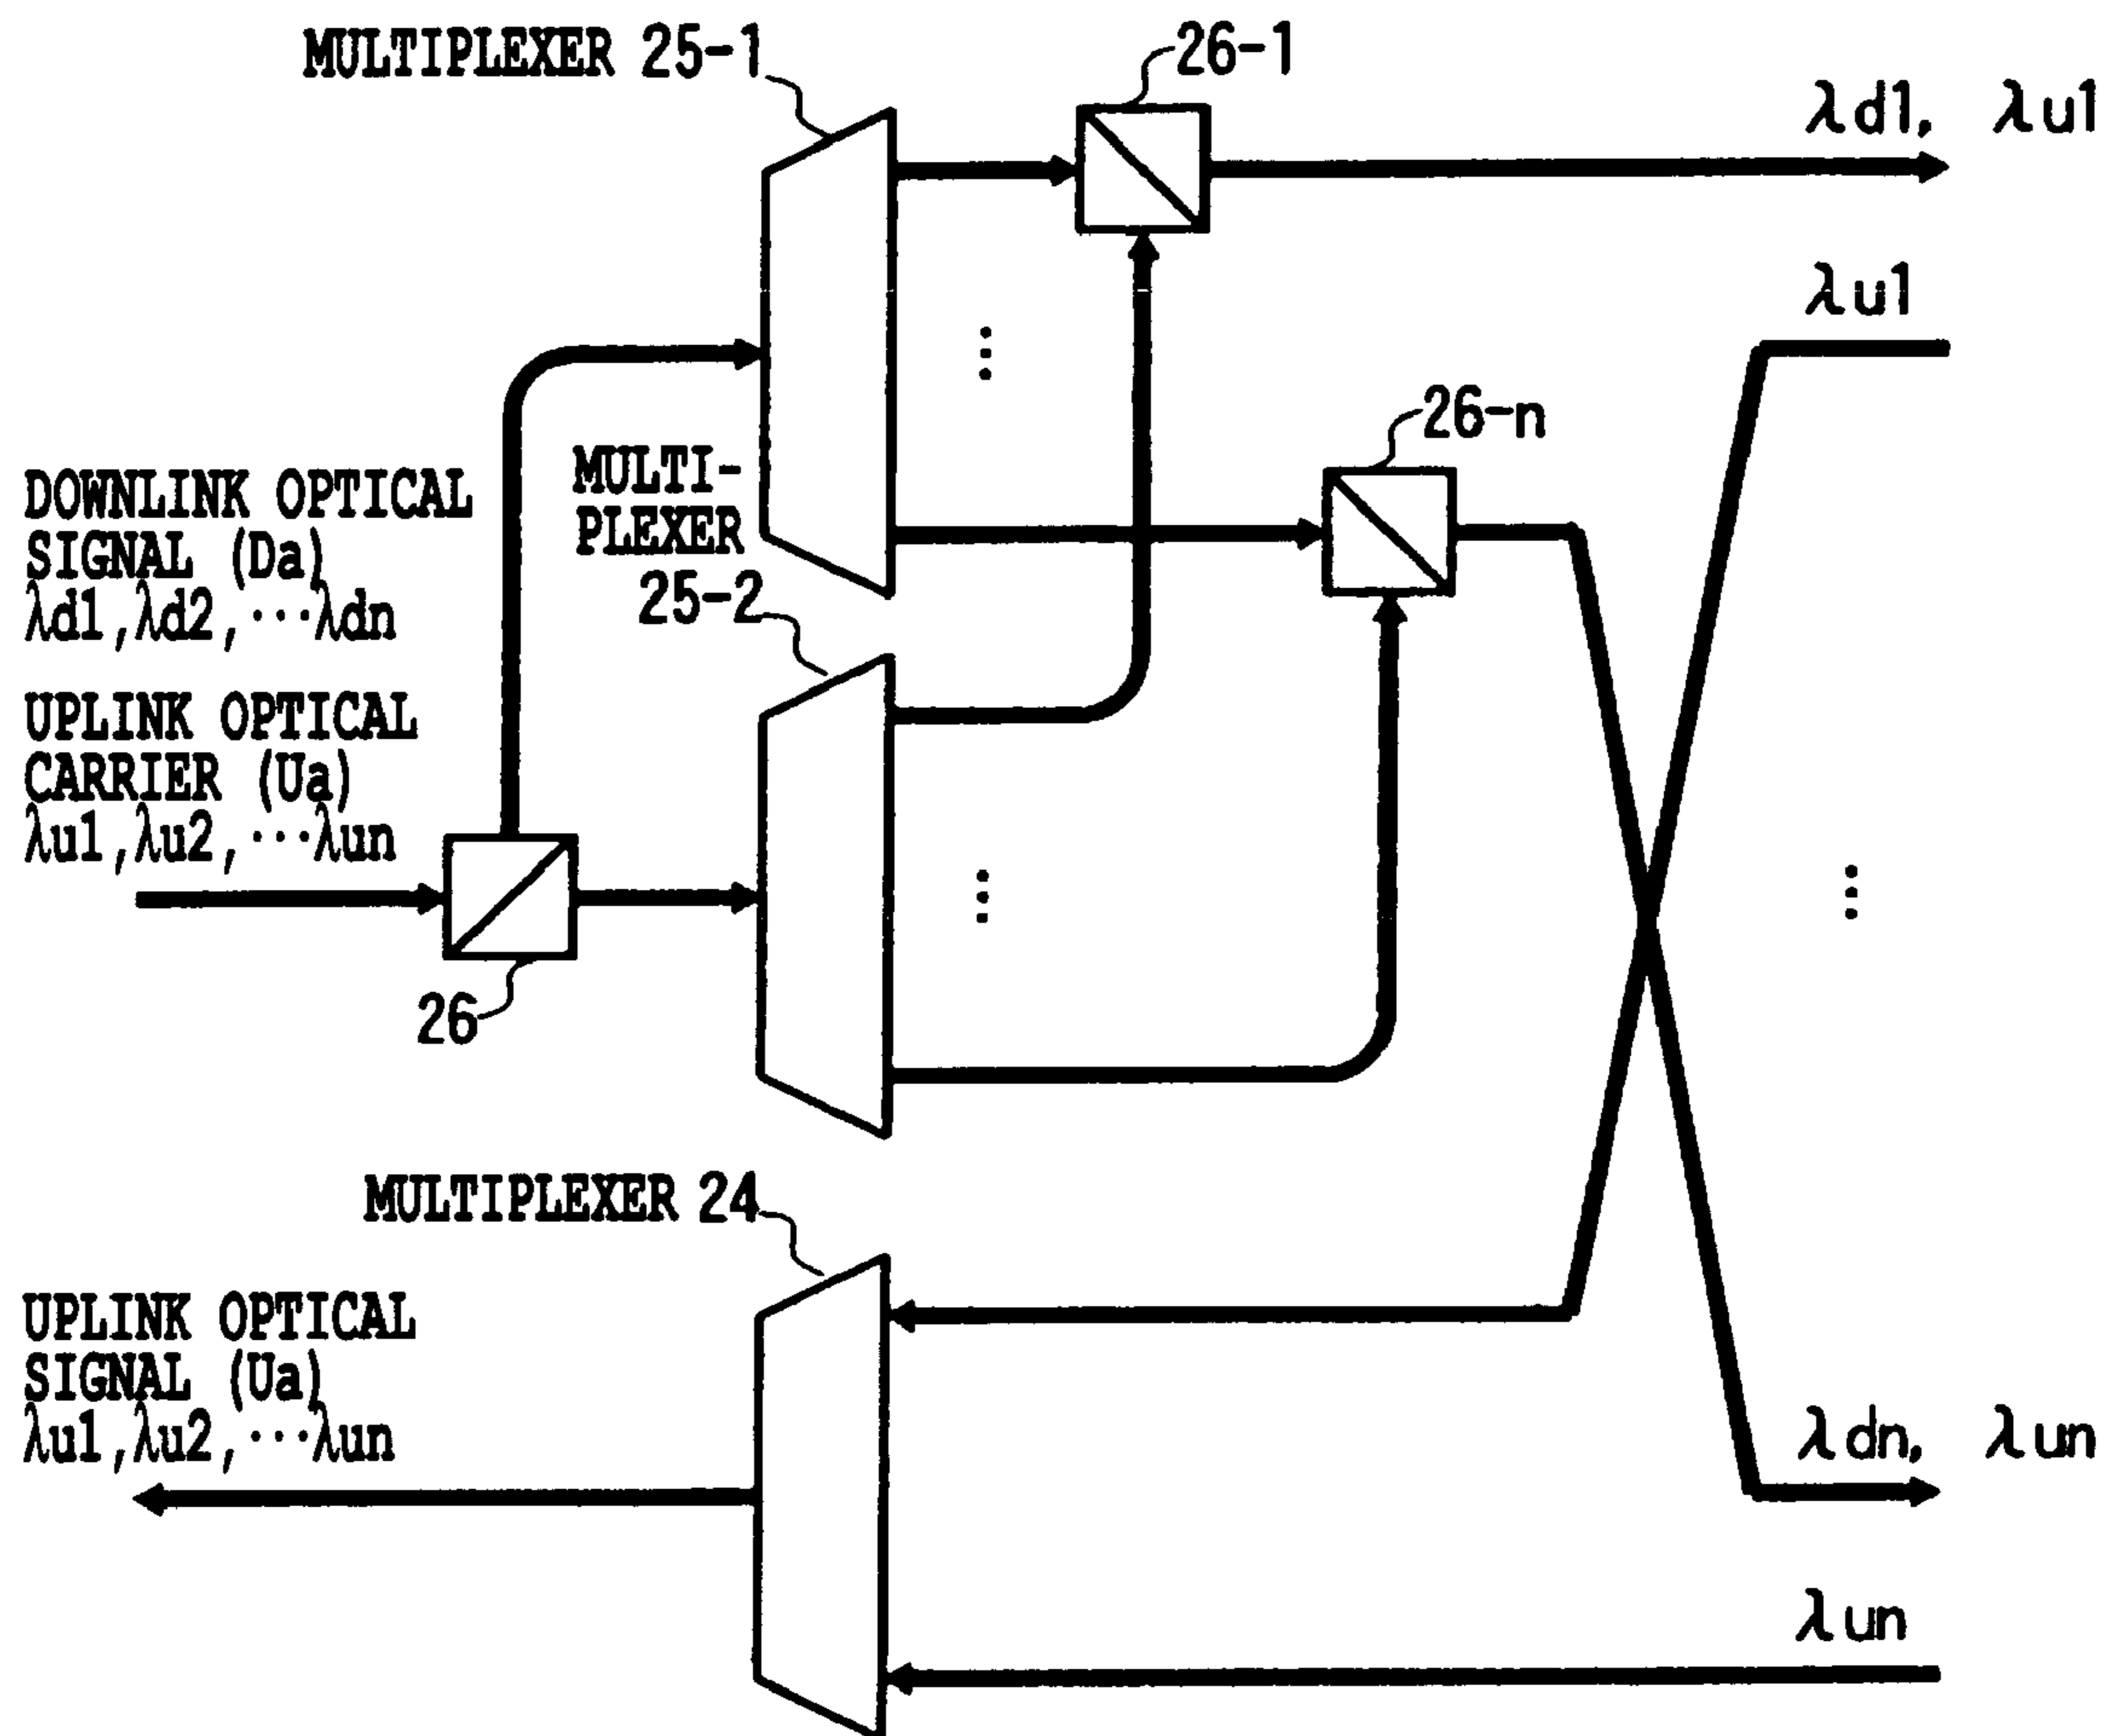 MULTIPLEXER 25-1
26-1
λd1, λu1
λu1
26-n
MULTI-
PLEXER
25-2
DOWNLINK OPTICAL
SIGNAL (Da)
λd1,λd2,···λdn
UPLINK OPTICAL
CARRIER (Ua)
λu1,λu2,···λun
26
MULTIPLEXER 24
UPLINK OPTICAL
SIGNAL (Ua)
λu1,λu2,···λun
λdn, λun
λun